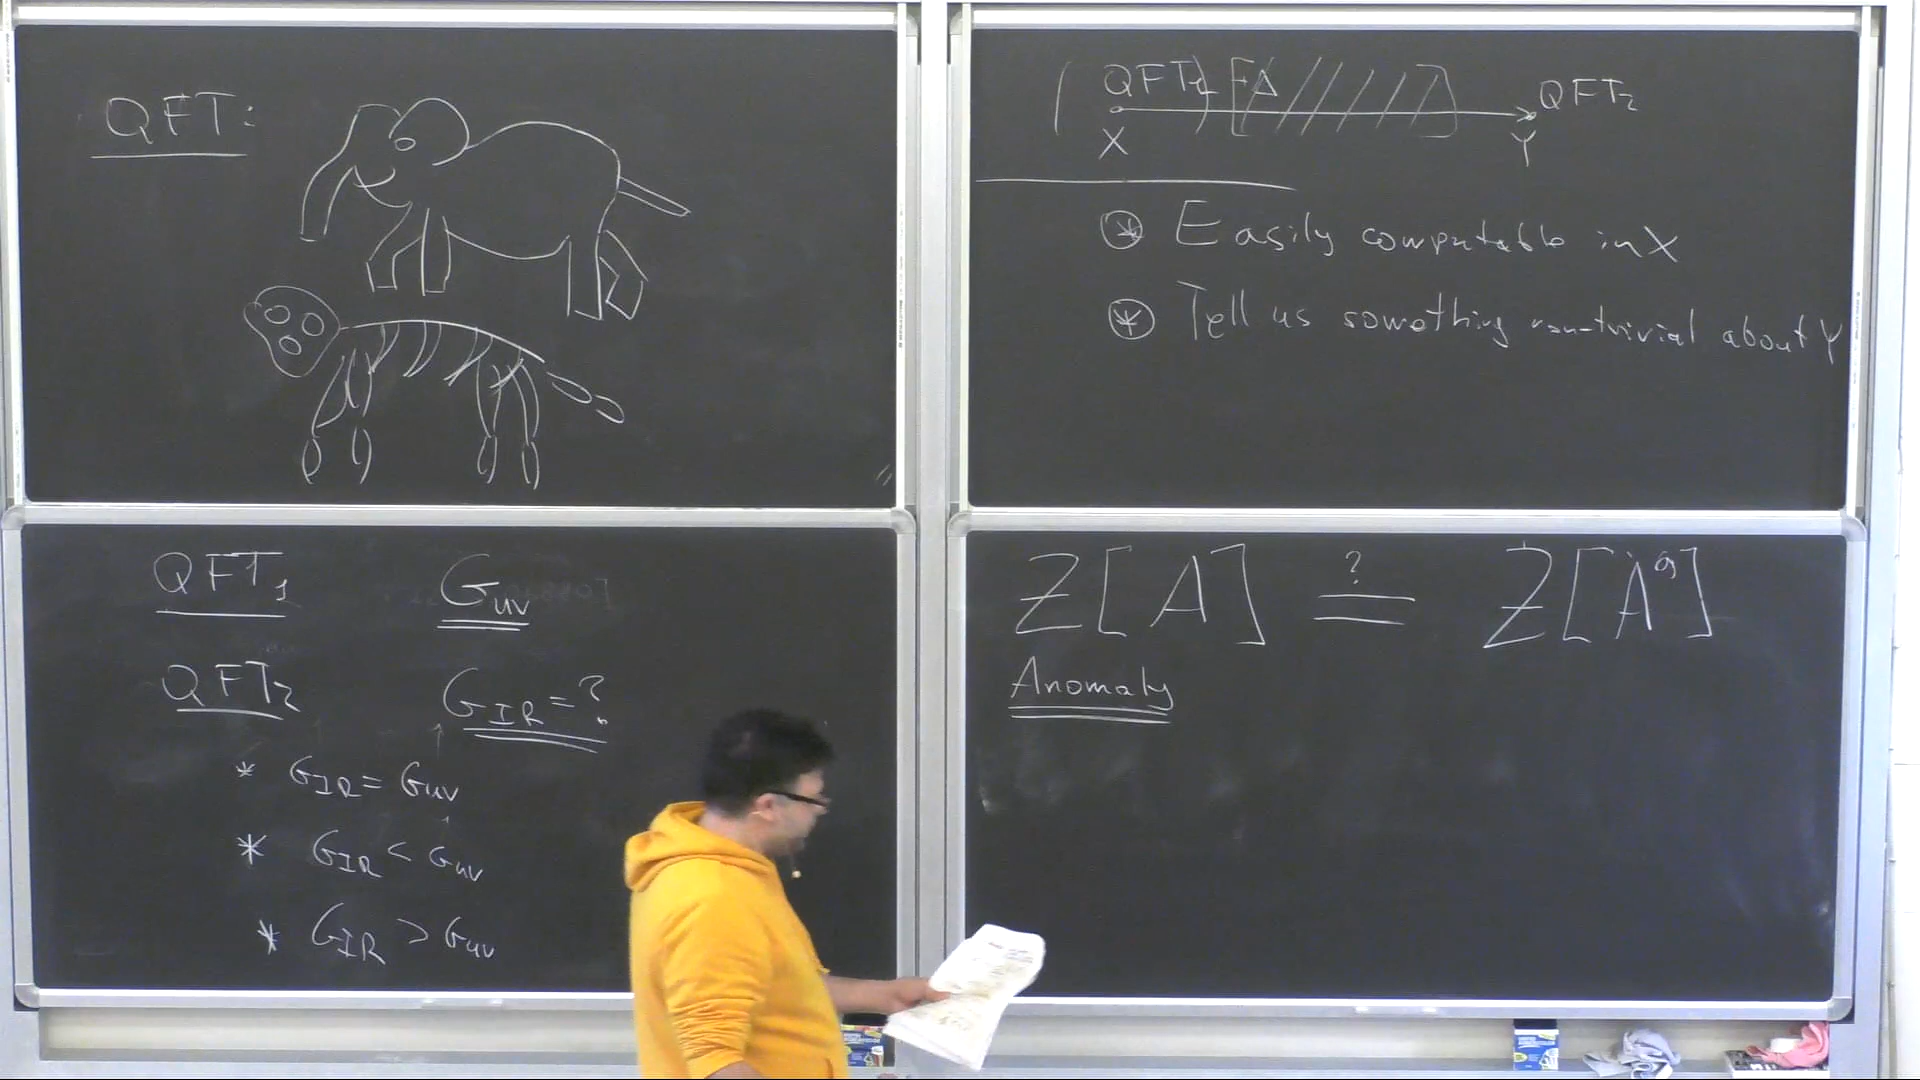 QFT:
QFT₁
G_UV
QFT₂
G_IR = ?
* G_IR = G_UV
* G_IR < G_UV
* G_IR > G_UV
QFT₁
QFT₂
X
Y
⊛ Easily computable in X
⊛ Tell us something non-trivial about Y
Z[A] ?= Z[A^g]
Anomaly